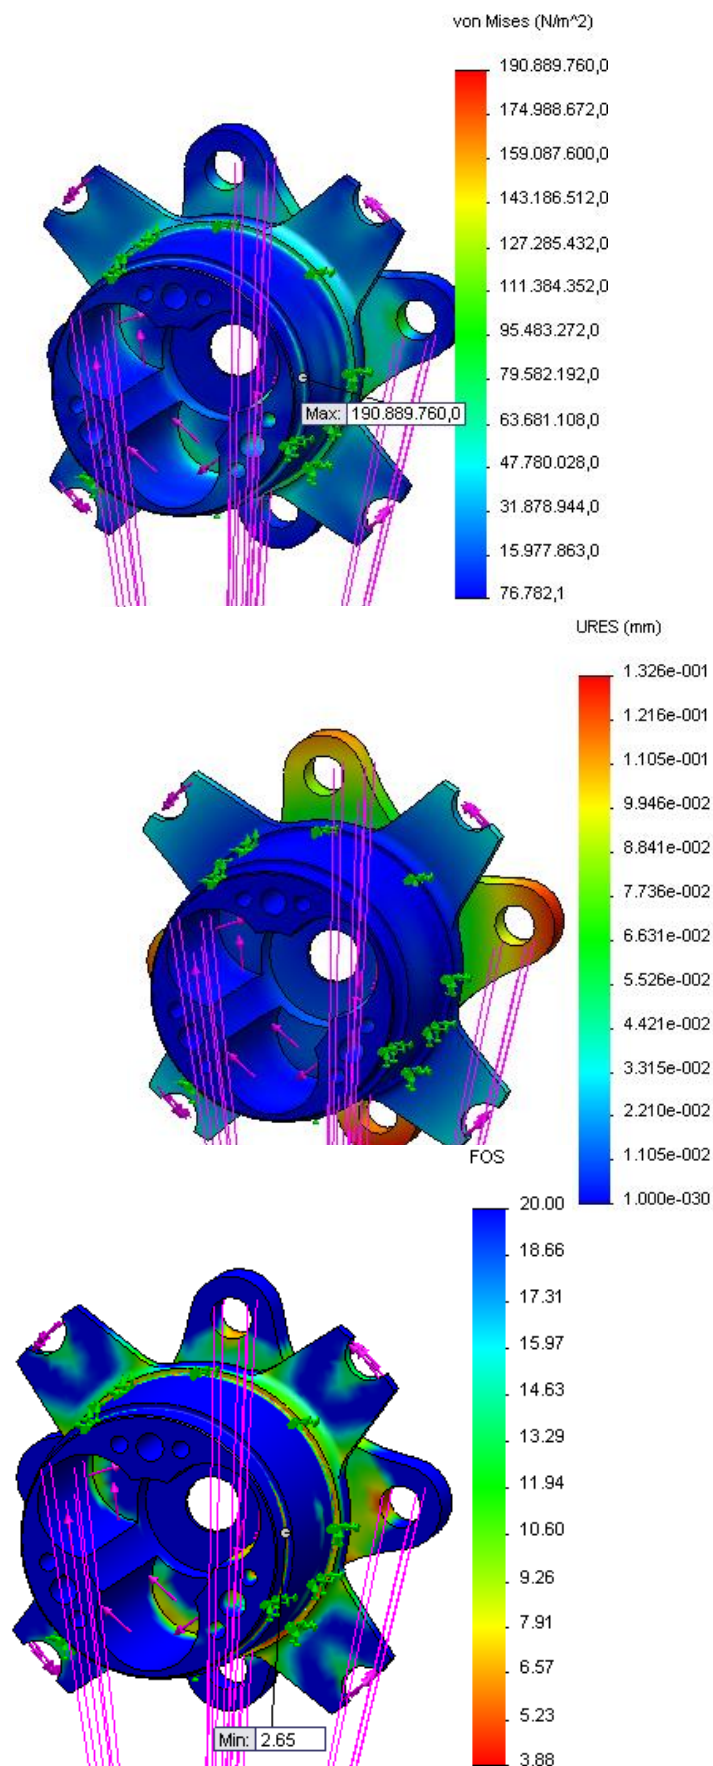 von Mises (N/m^2)
190.889.760,0
174.988.672,0
159.087.600,0
143.186.512,0
127.285.432,0
111.384.352,0
95.483.272,0
79.582.192,0
Max: 190.889.760,0
63.681.108,0
47.780.028,0
31.878.944,0
15.977.863,0
76.782,1
URES (mm)
1.326e-001
1.216e-001
1.105e-001
9.946e-002
8.841e-002
7.736e-002
6.631e-002
5.526e-002
4.421e-002
3.315e-002
2.210e-002
1.105e-002
1.000e-030
FOS
20.00
18.66
17.31
15.97
14.63
13.29
11.94
10.60
9.26
7.91
6.57
5.23
Min: 2.65
3.88